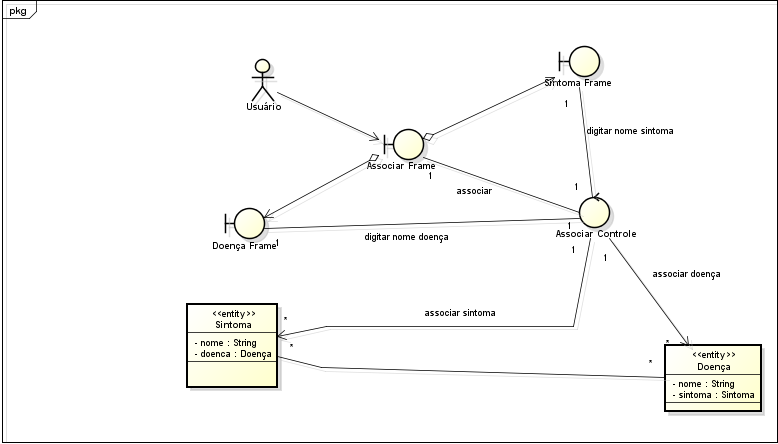 pkg
Usuário
Sintoma Frame
1
digitar nome sintoma
Associar Frame
1
associar
1
Associar Controle
1
Doença Frame
1
digitar nome doença
1
1
associar doença
associar sintoma
*
*
*
*
<<entity>>
Sintoma
- nome : String
- doenca : Doença
<<entity>>
Doença
- nome : String
- sintoma : Sintoma